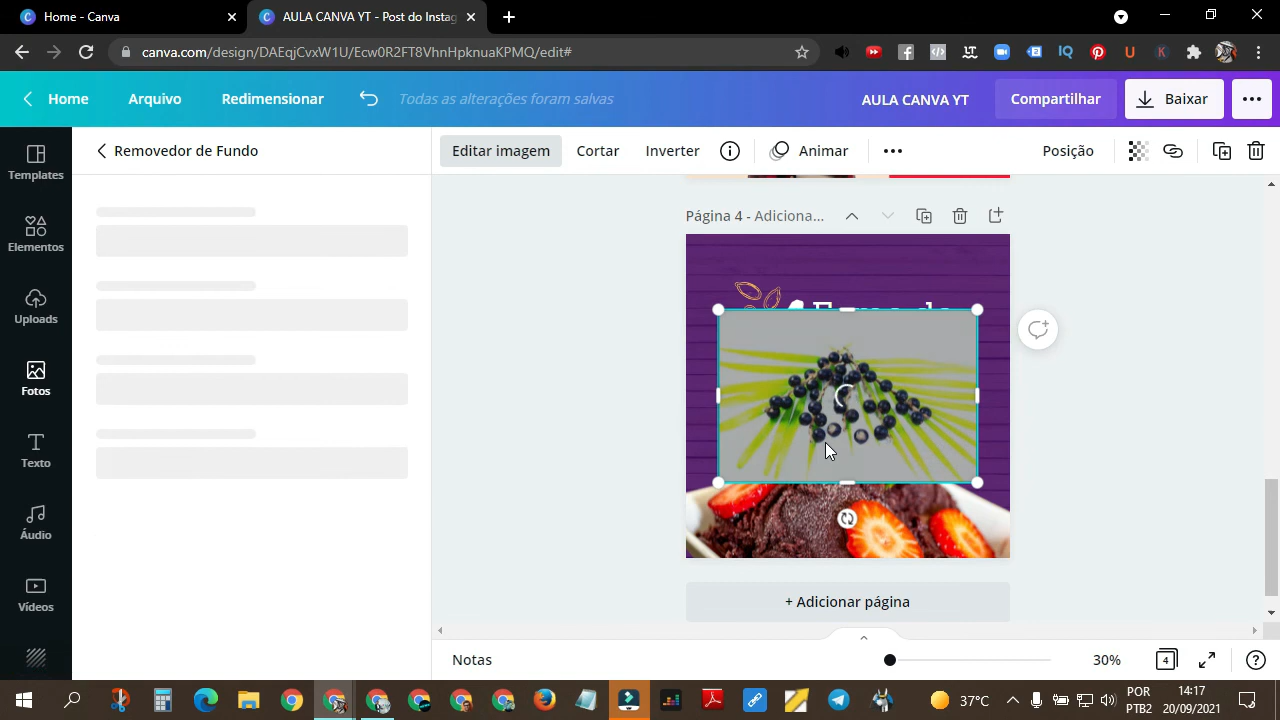 Home - Canva
AULA CANVA YT - Post do Instag
canva.com/design/DAEqjCvxW1U/Ecw0R2FT8VhnHpknuaKPMQ/edit#
Home
Arquivo
Redimensionar
Todas as alterações foram salvas
AULA CANVA YT
Compartilhar
Baixar
Templates
Elementos
Uploads
Fotos
Texto
Áudio
Vídeos
Removedor de Fundo
Editar imagem
Cortar
Inverter
Animar
Posição
Página 4 - Adiciona...
+ Adicionar página
Notas
30%
4
37°C
POR
PTB2
14:17
20/09/2021